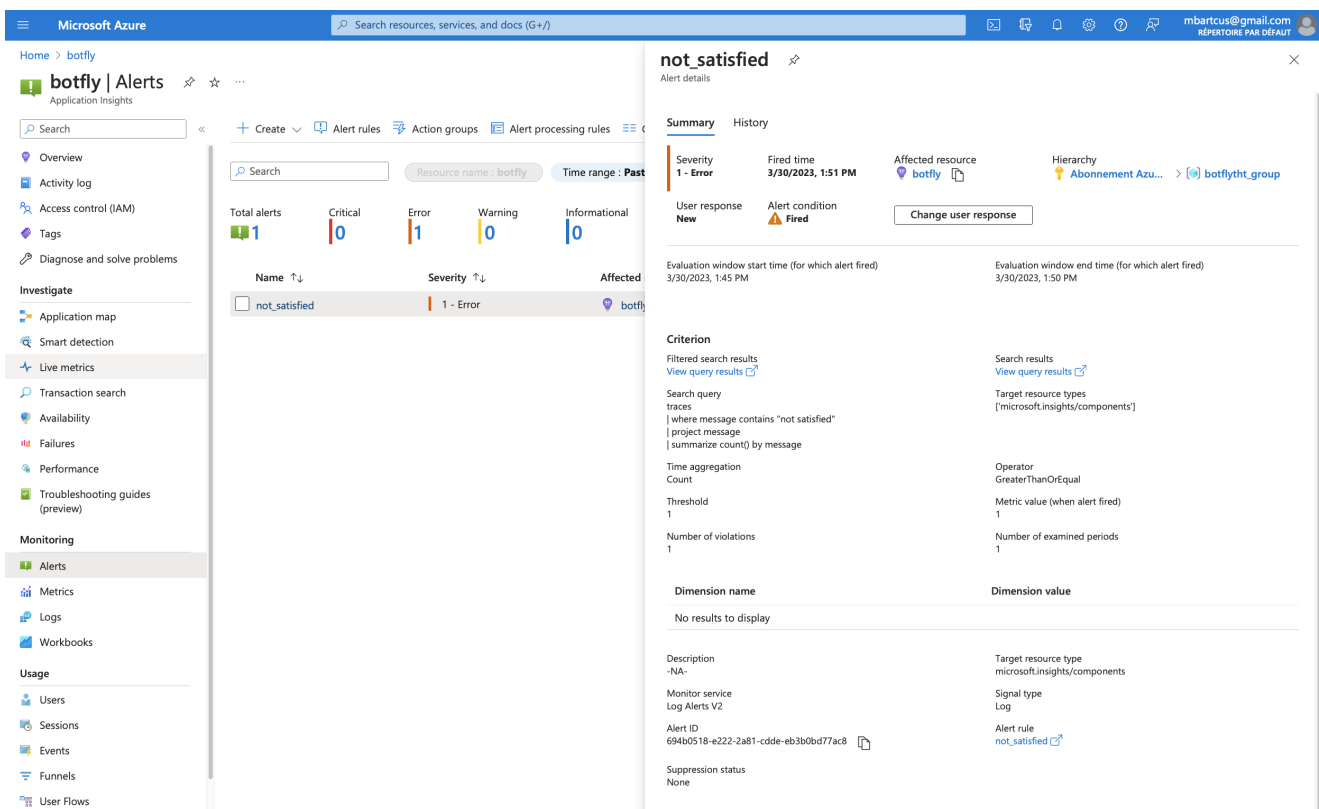 Microsoft Azure
Search resources, services, and docs (G+/)
mbartcus@gmail.com
RÉPERTOIRE PAR DÉFAUT
Home > botfly
botfly | Alerts
Application Insights
Search
Overview
Activity log
Access control (IAM)
Tags
Diagnose and solve problems
Investigate
Application map
Smart detection
Live metrics
Transaction search
Availability
Failures
Performance
Troubleshooting guides
(preview)
Monitoring
Alerts
Metrics
Logs
Workbooks
Usage
Users
Sessions
Events
Funnels
User Flows
Create Alert rules Action groups Alert processing rules
Search Resource name : botfly Time range : Past
Total alerts Critical Error Warning Informational
1 0 1 0 0
Name ↑↓ Severity ↑↓ Affected
not_satisfied 1 - Error botfly
not_satisfied
Alert details
Summary History
Severity Fired time Affected resource Hierarchy
1 - Error 3/30/2023, 1:51 PM botfly Abonnement Azu... > botflytht_group
User response Alert condition
New Fired Change user response
Evaluation window start time (for which alert fired) Evaluation window end time (for which alert fired)
3/30/2023, 1:45 PM 3/30/2023, 1:50 PM
Criterion
Filtered search results Search results
View query results View query results
Search query Target resource types
traces ['microsoft.insights/components']
| where message contains "not satisfied"
| project message
| summarize count() by message
Time aggregation Operator
Count GreaterThanOrEqual
Threshold Metric value (when alert fired)
1 1
Number of violations Number of examined periods
1 1
Dimension name Dimension value
No results to display
Description Target resource type
-NA- microsoft.insights/components
Monitor service Signal type
Log Alerts V2 Log
Alert ID Alert rule
694b0518-e222-2a81-cdde-eb3b0bd77ac8 not_satisfied
Suppression status
None